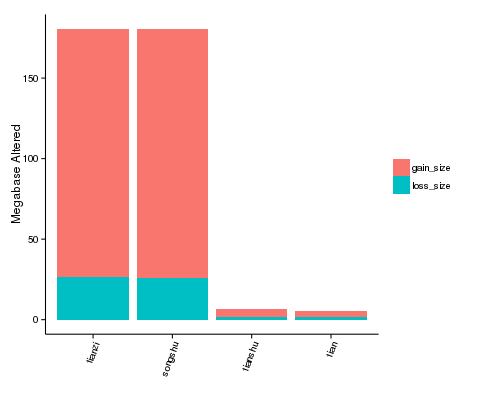 Megabase Altered
150
100
50
0
tianzi
songshu
tianshu
tian
gain_size
loss_size